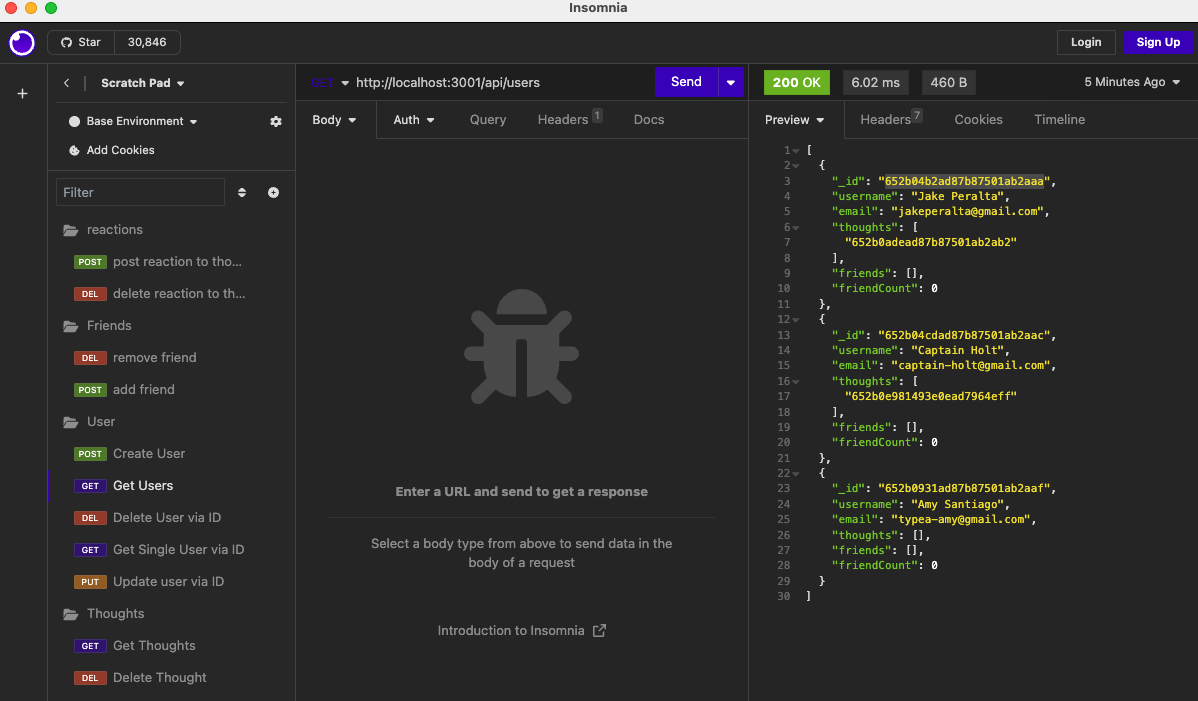 Insomnia
Star 30,846
Login Sign Up
Scratch Pad
Base Environment
Add Cookies
Filter
reactions
POST post reaction to tho...
DEL delete reaction to th...
Friends
DEL remove friend
POST add friend
User
POST Create User
GET Get Users
DEL Delete User via ID
GET Get Single User via ID
PUT Update user via ID
Thoughts
GET Get Thoughts
DEL Delete Thought
GET http://localhost:3001/api/users Send
Body Auth Query Headers 1 Docs
Enter a URL and send to get a response
Select a body type from above to send data in the
body of a request
Introduction to Insomnia
200 OK 6.02 ms 460 B 5 Minutes Ago
Preview Headers 7 Cookies Timeline
1 [
2 {
3 "_id": "652b04b2ad87b87501ab2aaa",
4 "username": "Jake Peralta",
5 "email": "jakeperalta@gmail.com",
6 "thoughts": [
7 "652b0adead87b87501ab2ab2"
8 ],
9 "friends": [],
10 "friendCount": 0
11 },
12 {
13 "_id": "652b04cdad87b87501ab2aac",
14 "username": "Captain Holt",
15 "email": "captain-holt@gmail.com",
16 "thoughts": [
17 "652b0e981493e0ead7964eff"
18 ],
19 "friends": [],
20 "friendCount": 0
21 },
22 {
23 "_id": "652b0931ad87b87501ab2aaf",
24 "username": "Amy Santiago",
25 "email": "typea-amy@gmail.com",
26 "thoughts": [],
27 "friends": [],
28 "friendCount": 0
29 }
30 ]